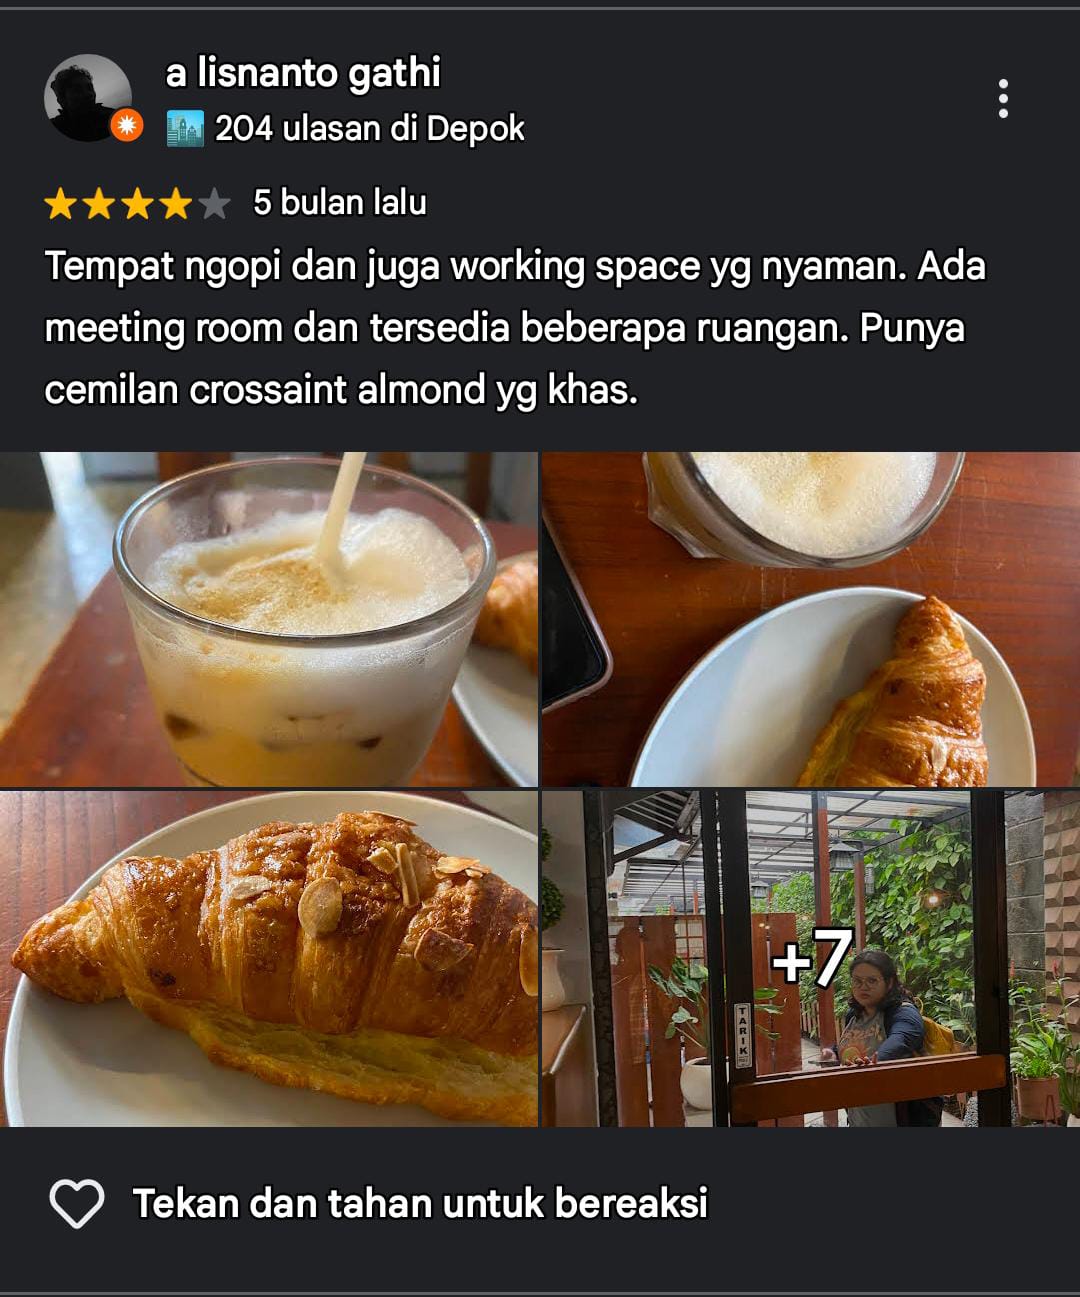 a lisnanto gathi
204 ulasan di Depok
5 bulan lalu
Tempat ngopi dan juga working space yg nyaman. Ada
meeting room dan tersedia beberapa ruangan. Punya
cemilan crossaint almond yg khas.
+7
TARIK
Tekan dan tahan untuk bereaksi